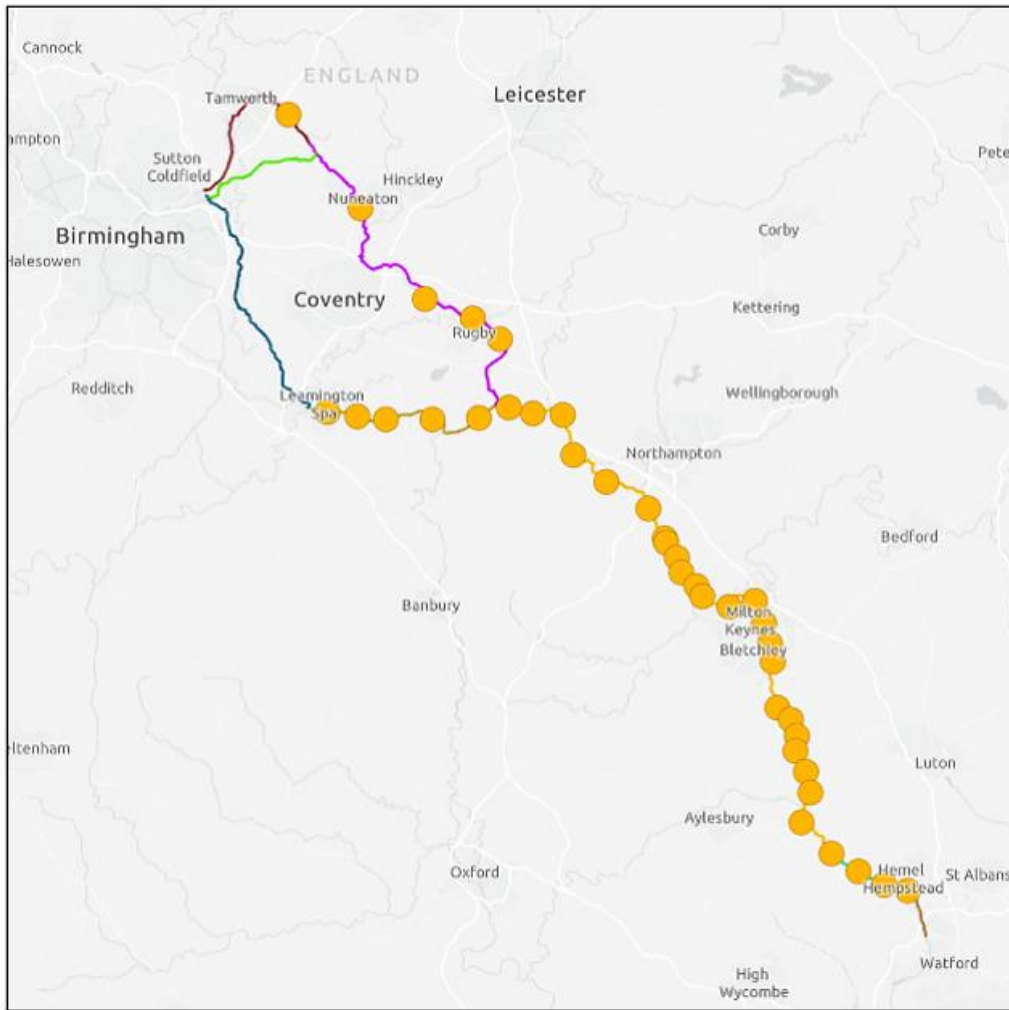 Cannock
ENGLAND
Tamworth
Leicester
ampton
Sutton
Coldfield
Pete
Hinckley
Nuneaton
Birmingham
Corby
Halesowen
Coventry
Kettering
Rugby
Redditch
Leamington
Spa
Wellingborough
Northampton
Bedford
Banbury
Milton
Keynes
Bletchley
eltenham
Luton
Aylesbury
Oxford
Hemel
Hempstead
St Albans
High
Wycombe
Watford